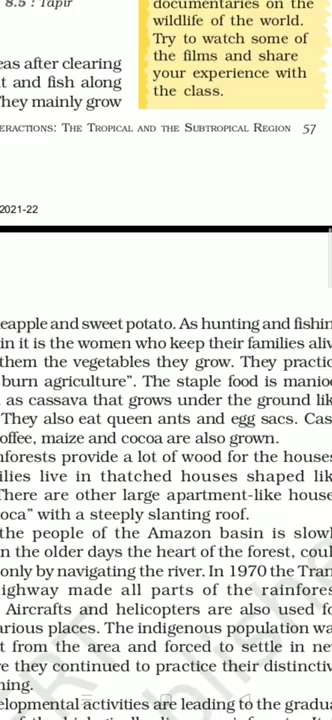 8.5 : Tapir
documentaries on the
wildlife of the world.
Try to watch some of
the films and share
your experience with
the class.
eas after clearing
t and fish along
They mainly grow
ERACTIONS: THE TROPICAL AND THE SUBTROPICAL REGION 57
2021-22
eapple and sweet potato. As hunting and fishin
in it is the women who keep their families aliv
them the vegetables they grow. They practic
burn agriculture”. The staple food is manio
as cassava that grows under the ground lik
They also eat queen ants and egg sacs. Cas
offee, maize and cocoa are also grown.
nforests provide a lot of wood for the houses
ilies live in thatched houses shaped lik
There are other large apartment-like house
oca” with a steeply slanting roof.
the people of the Amazon basin is slowl
n the older days the heart of the forest, coul
only by navigating the river. In 1970 the Tran
ighway made all parts of the rainfores
Aircrafts and helicopters are also used fo
arious places. The indigenous population wa
t from the area and forced to settle in ne
e they continued to practice their distinctiv
ning.
elopmental activities are leading to the gradu